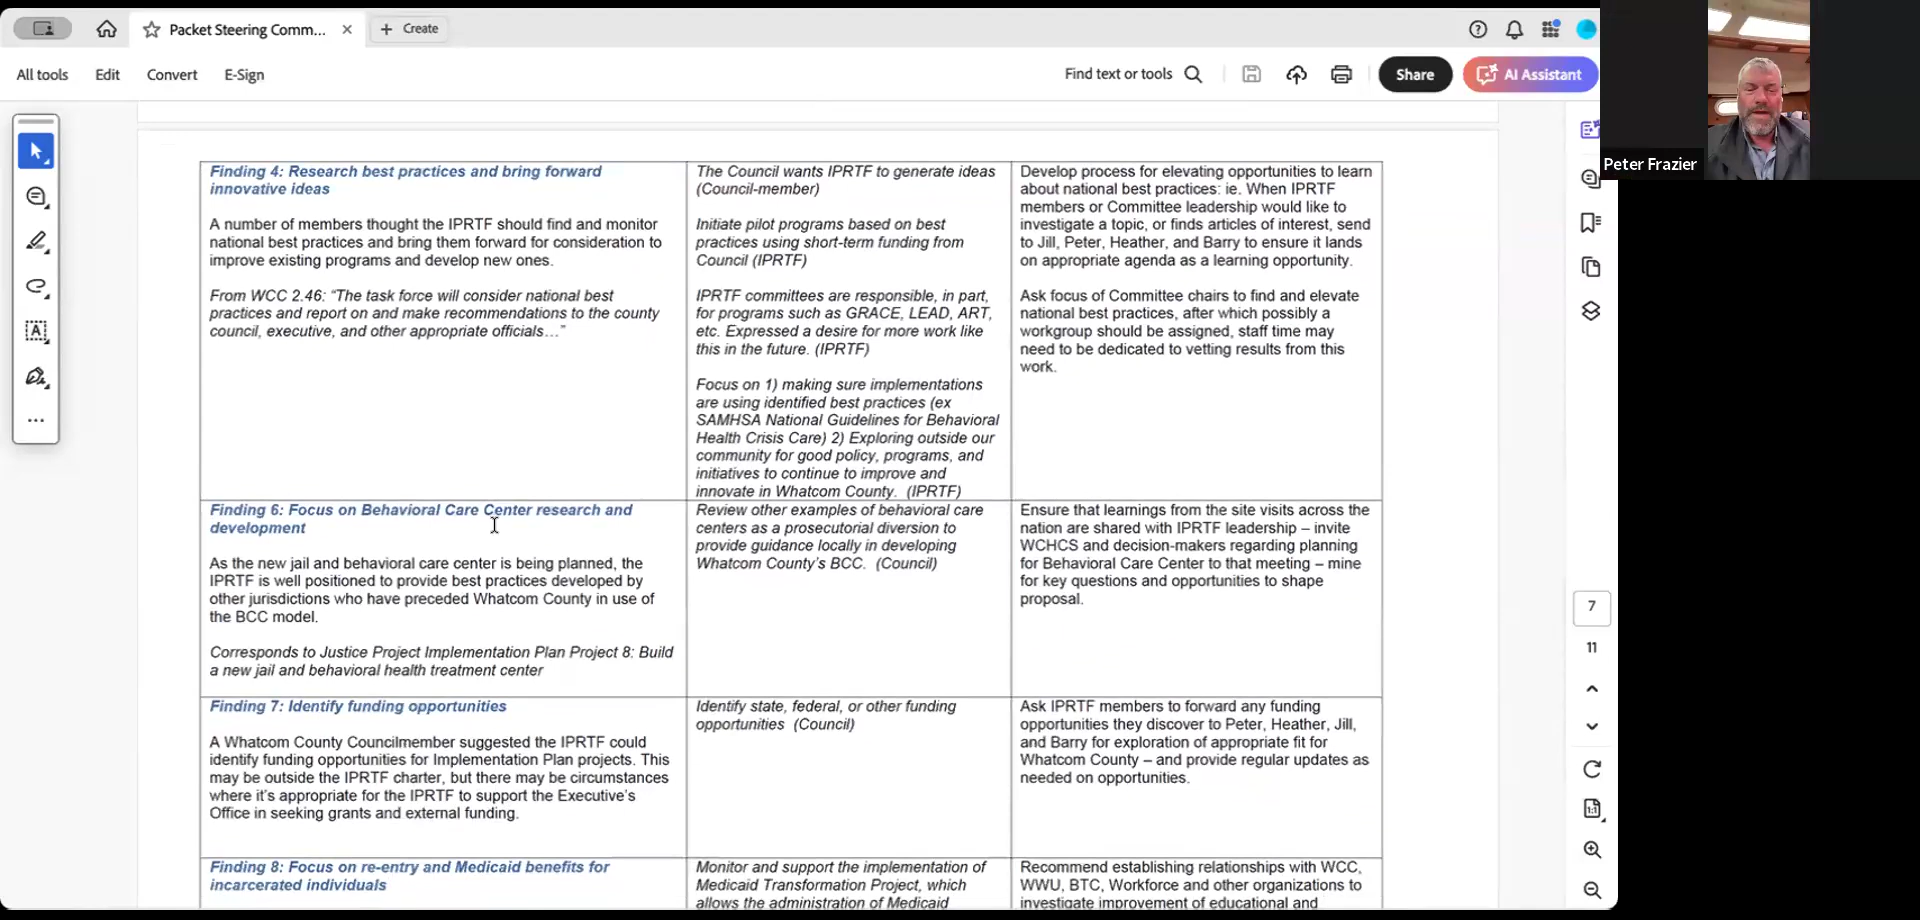 Packet Steering Comm...
Create
All tools
Edit
Convert
E-Sign
Find text or tools
Share
AI Assistant
Peter Frazier
Finding 4: Research best practices and bring forward
innovative ideas
A number of members thought the IPRTF should find and monitor
national best practices and bring them forward for consideration to
improve existing programs and develop new ones.
From WCC 2.46: “The task force will consider national best
practices and report on and make recommendations to the county
council, executive, and other appropriate officials…”
The Council wants IPRTF to generate ideas
(Council-member)
Initiate pilot programs based on best
practices using short-term funding from
Council (IPRTF)
IPRTF committees are responsible, in part,
for programs such as GRACE, LEAD, ART,
etc. Expressed a desire for more work like
this in the future. (IPRTF)
Focus on 1) making sure implementations
are using identified best practices (ex
SAMHSA National Guidelines for Behavioral
Health Crisis Care) 2) Exploring outside our
community for good policy, programs, and
initiatives to continue to improve and
innovate in Whatcom County. (IPRTF)
Develop process for elevating opportunities to learn
about national best practices: ie. When IPRTF
members or Committee leadership would like to
investigate a topic, or finds articles of interest, send
to Jill, Peter, Heather, and Barry to ensure it lands
on appropriate agenda as a learning opportunity.
Ask focus of Committee chairs to find and elevate
national best practices, after which possibly a
workgroup should be assigned, staff time may
need to be dedicated to vetting results from this
work.
Finding 6: Focus on Behavioral Care Center research and
development
As the new jail and behavioral care center is being planned, the
IPRTF is well positioned to provide best practices developed by
other jurisdictions who have preceded Whatcom County in use of
the BCC model.
Corresponds to Justice Project Implementation Plan Project 8: Build
a new jail and behavioral health treatment center
Review other examples of behavioral care
centers as a prosecutorial diversion to
provide guidance locally in developing
Whatcom County’s BCC. (Council)
Ensure that learnings from the site visits across the
nation are shared with IPRTF leadership – invite
WCHCS and decision-makers regarding planning
for Behavioral Care Center to that meeting – mine
for key questions and opportunities to shape
proposal.
Finding 7: Identify funding opportunities
A Whatcom County Councilmember suggested the IPRTF could
identify funding opportunities for Implementation Plan projects. This
may be outside the IPRTF charter, but there may be circumstances
where it’s appropriate for the IPRTF to support the Executive’s
Office in seeking grants and external funding.
Identify state, federal, or other funding
opportunities (Council)
Ask IPRTF members to forward any funding
opportunities they discover to Peter, Heather, Jill,
and Barry for exploration of appropriate fit for
Whatcom County – and provide regular updates as
needed on opportunities.
Finding 8: Focus on re-entry and Medicaid benefits for
incarcerated individuals
Monitor and support the implementation of
Medicaid Transformation Project, which
allows the administration of Medicaid
Recommend establishing relationships with WCC,
WWU, BTC, Workforce and other organizations to
investigate improvement of educational and
7
11
1:1